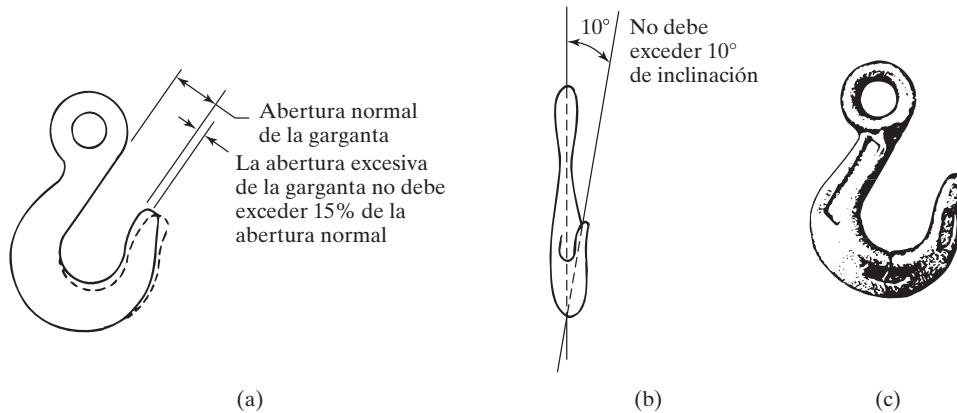 Abertura normal
de la garganta
La abertura excesiva
de la garganta no debe
exceder 15% de la
abertura normal
(a)
10°
No debe
exceder 10°
de inclinación
(b)
(c)